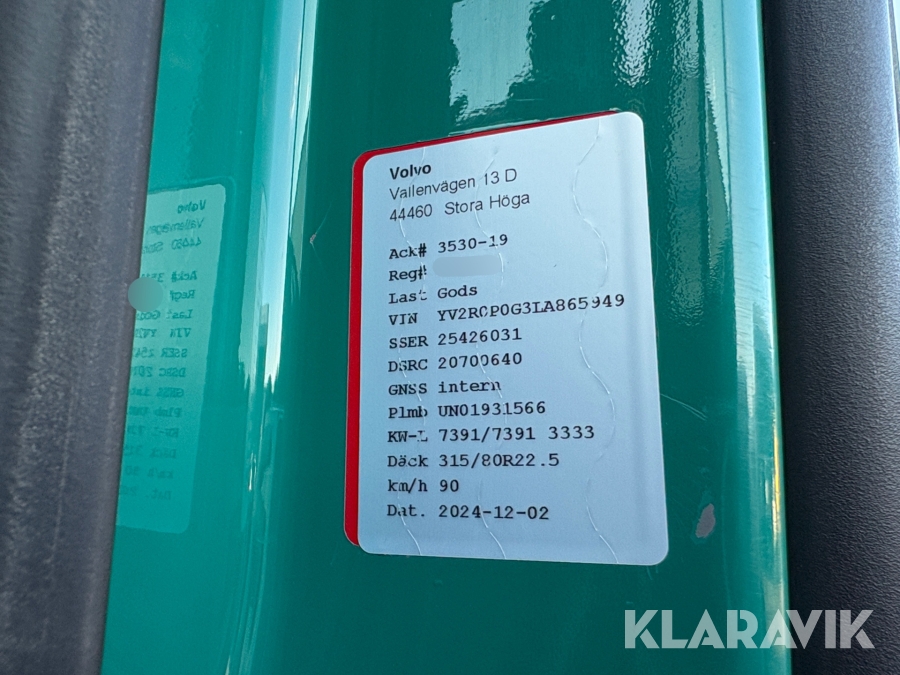 Volvo
Vallenvägen 13 D
44460 Stora Höga
Ack# 3530-19
Reg#
Last Gods
VIN YV2R0P0G3LA865949
SSER 25426031
DSRC 20700640
GNSS intern
Plmb UN01931566
KW-L 7391/7391 3333
Däck 315/80R22.5
km/h 90
Dat. 2024-12-02
KLARAVIK